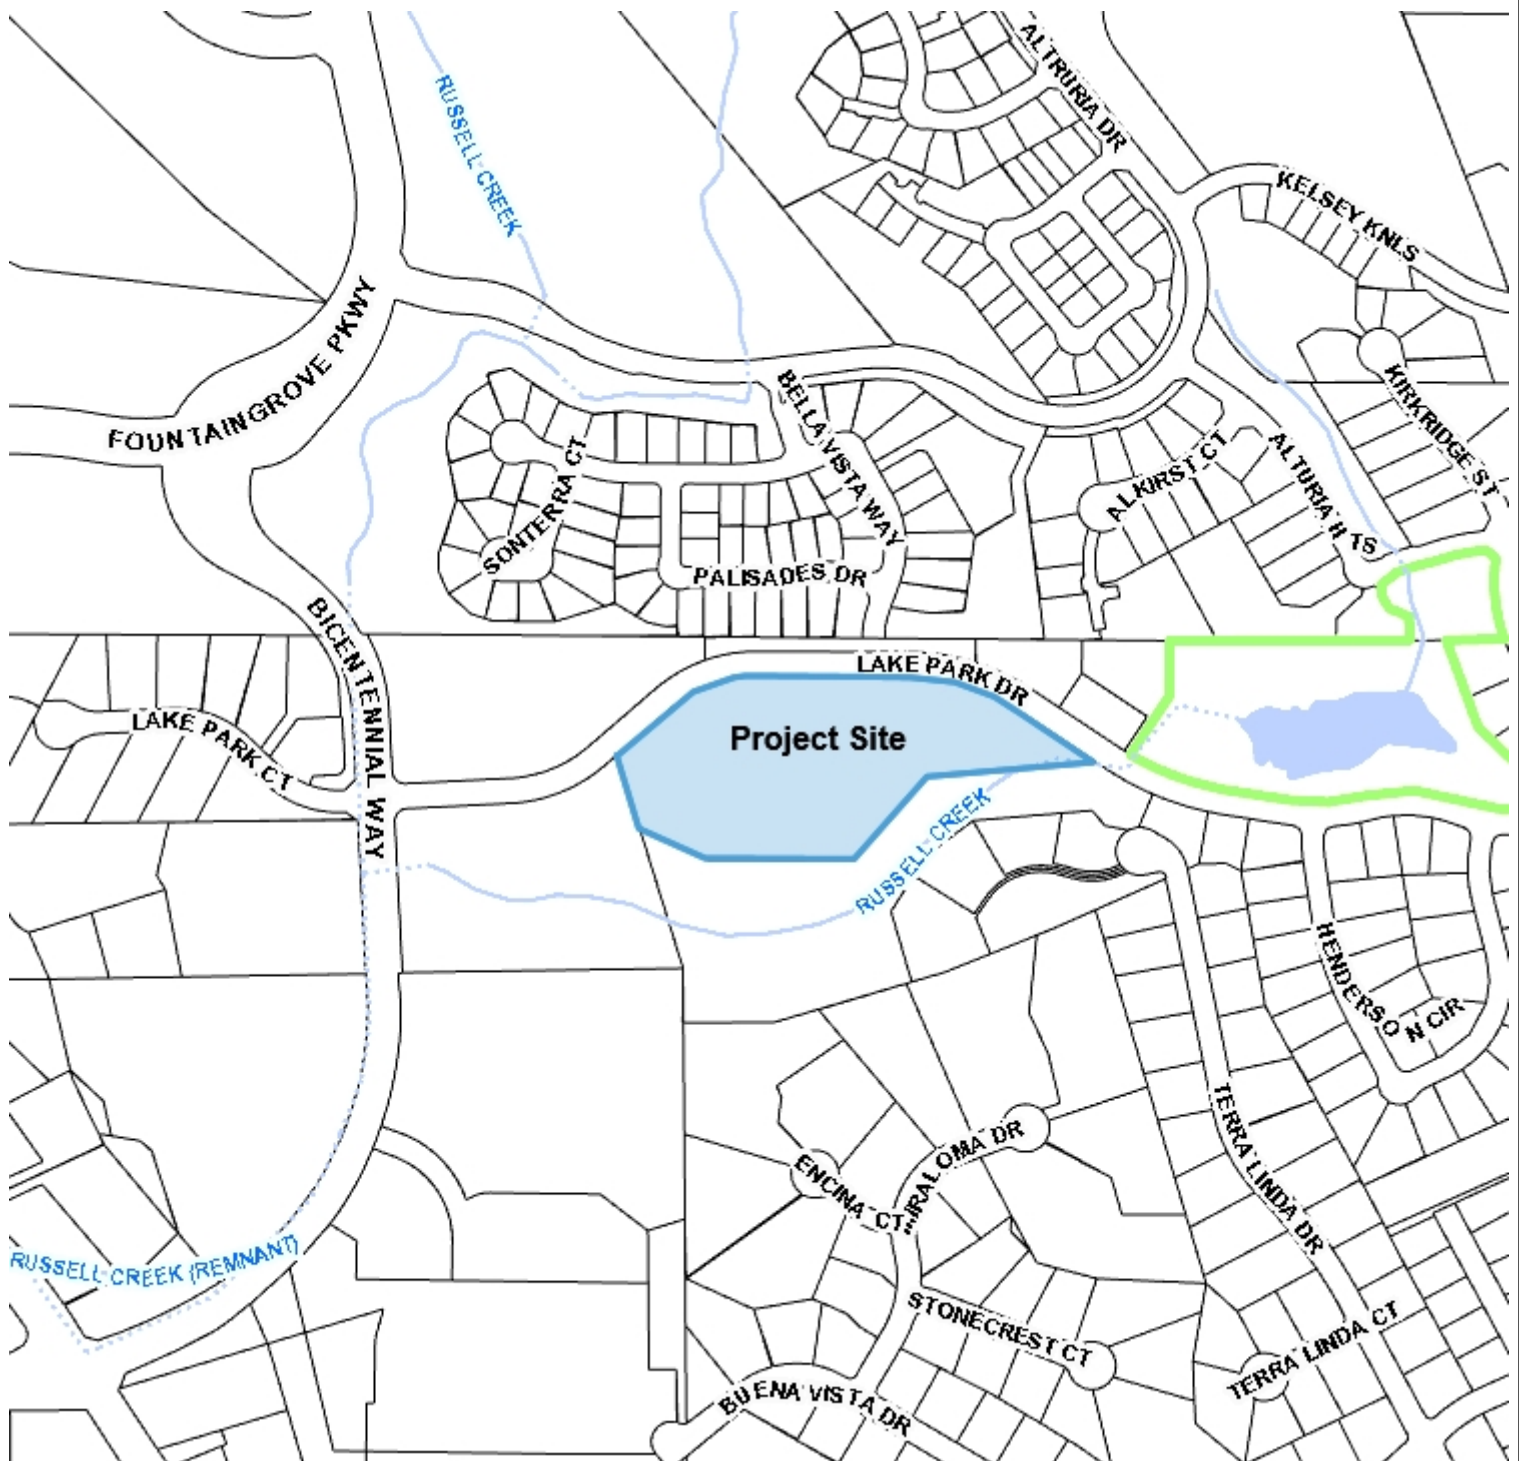 ALTRURIA DR
RUSSELL CREEK
KELSEY KNLS
FOUNTAINGROVE PKWY
BELLA VISTA WAY
KIRKRIDGE ST
SONTERRA CT
ALKIRST CT
ALTURIA HTS
PALISADES DR
BICENTENNIAL WAY
LAKE PARK DR
LAKE PARK CT
Project Site
RUSSELL CREEK
HENDERSON CIR
TERRA LINDA DR
MIRALOMA DR
ENCINA CT
RUSSELL CREEK (REMNANT)
STONECREST CT
TERRA LINDA CT
BUENA VISTA DR